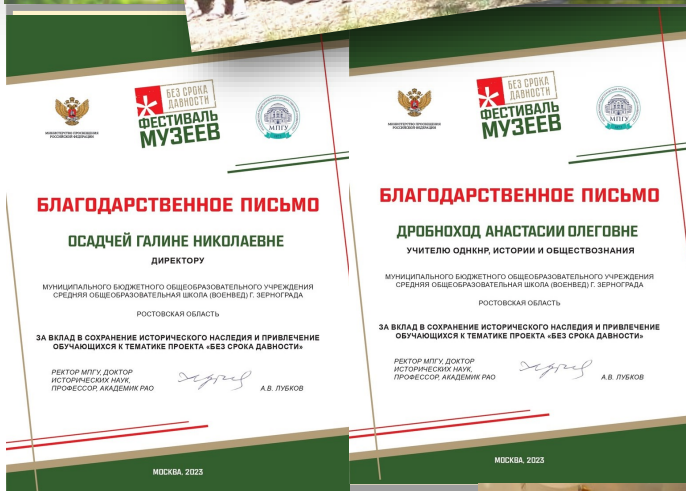 МИНИСТЕРСТВО ПРОСВЕЩЕНИЯ
РОССИЙСКОЙ ФЕДЕРАЦИИ
БЕЗ СРОКА
ДАВНОСТИ
ФЕСТИВАЛЬ
МУЗЕЕВ
МПГУ
БЛАГОДАРСТВЕННОЕ ПИСЬМО
ОСАДЧЕЙ ГАЛИНЕ НИКОЛАЕВНЕ
ДИРЕКТОРУ
МУНИЦИПАЛЬНОГО БЮДЖЕТНОГО ОБЩЕОБРАЗОВАТЕЛЬНОГО УЧРЕЖДЕНИЯ
СРЕДНЯЯ ОБЩЕОБРАЗОВАТЕЛЬНАЯ ШКОЛА (ВОЕНВЕД) Г. ЗЕРНОГРАДА
РОСТОВСКАЯ ОБЛАСТЬ
ЗА ВКЛАД В СОХРАНЕНИЕ ИСТОРИЧЕСКОГО НАСЛЕДИЯ И ПРИВЛЕЧЕНИЕ
ОБУЧАЮЩИХСЯ К ТЕМАТИКЕ ПРОЕКТА «БЕЗ СРОКА ДАВНОСТИ»
РЕКТОР МПГУ, ДОКТОР
ИСТОРИЧЕСКИХ НАУК,
ПРОФЕССОР, АКАДЕМИК РАО
А.В. ЛУБКОВ
МОСКВА, 2023
МИНИСТЕРСТВО ПРОСВЕЩЕНИЯ
РОССИЙСКОЙ ФЕДЕРАЦИИ
БЕЗ СРОКА
ДАВНОСТИ
ФЕСТИВАЛЬ
МУЗЕЕВ
МПГУ
БЛАГОДАРСТВЕННОЕ ПИСЬМО
ДРОБНОХОД АНАСТАСИИ ОЛЕГОВНЕ
УЧИТЕЛЮ ОДНКНР, ИСТОРИИ И ОБЩЕСТВОЗНАНИЯ
МУНИЦИПАЛЬНОГО БЮДЖЕТНОГО ОБЩЕОБРАЗОВАТЕЛЬНОГО УЧРЕЖДЕНИЯ
СРЕДНЯЯ ОБЩЕОБРАЗОВАТЕЛЬНАЯ ШКОЛА (ВОЕНВЕД) Г. ЗЕРНОГРАДА
РОСТОВСКАЯ ОБЛАСТЬ
ЗА ВКЛАД В СОХРАНЕНИЕ ИСТОРИЧЕСКОГО НАСЛЕДИЯ И ПРИВЛЕЧЕНИЕ
ОБУЧАЮЩИХСЯ К ТЕМАТИКЕ ПРОЕКТА «БЕЗ СРОКА ДАВНОСТИ»
РЕКТОР МПГУ, ДОКТОР
ИСТОРИЧЕСКИХ НАУК,
ПРОФЕССОР, АКАДЕМИК РАО
А.В. ЛУБКОВ
МОСКВА, 2023